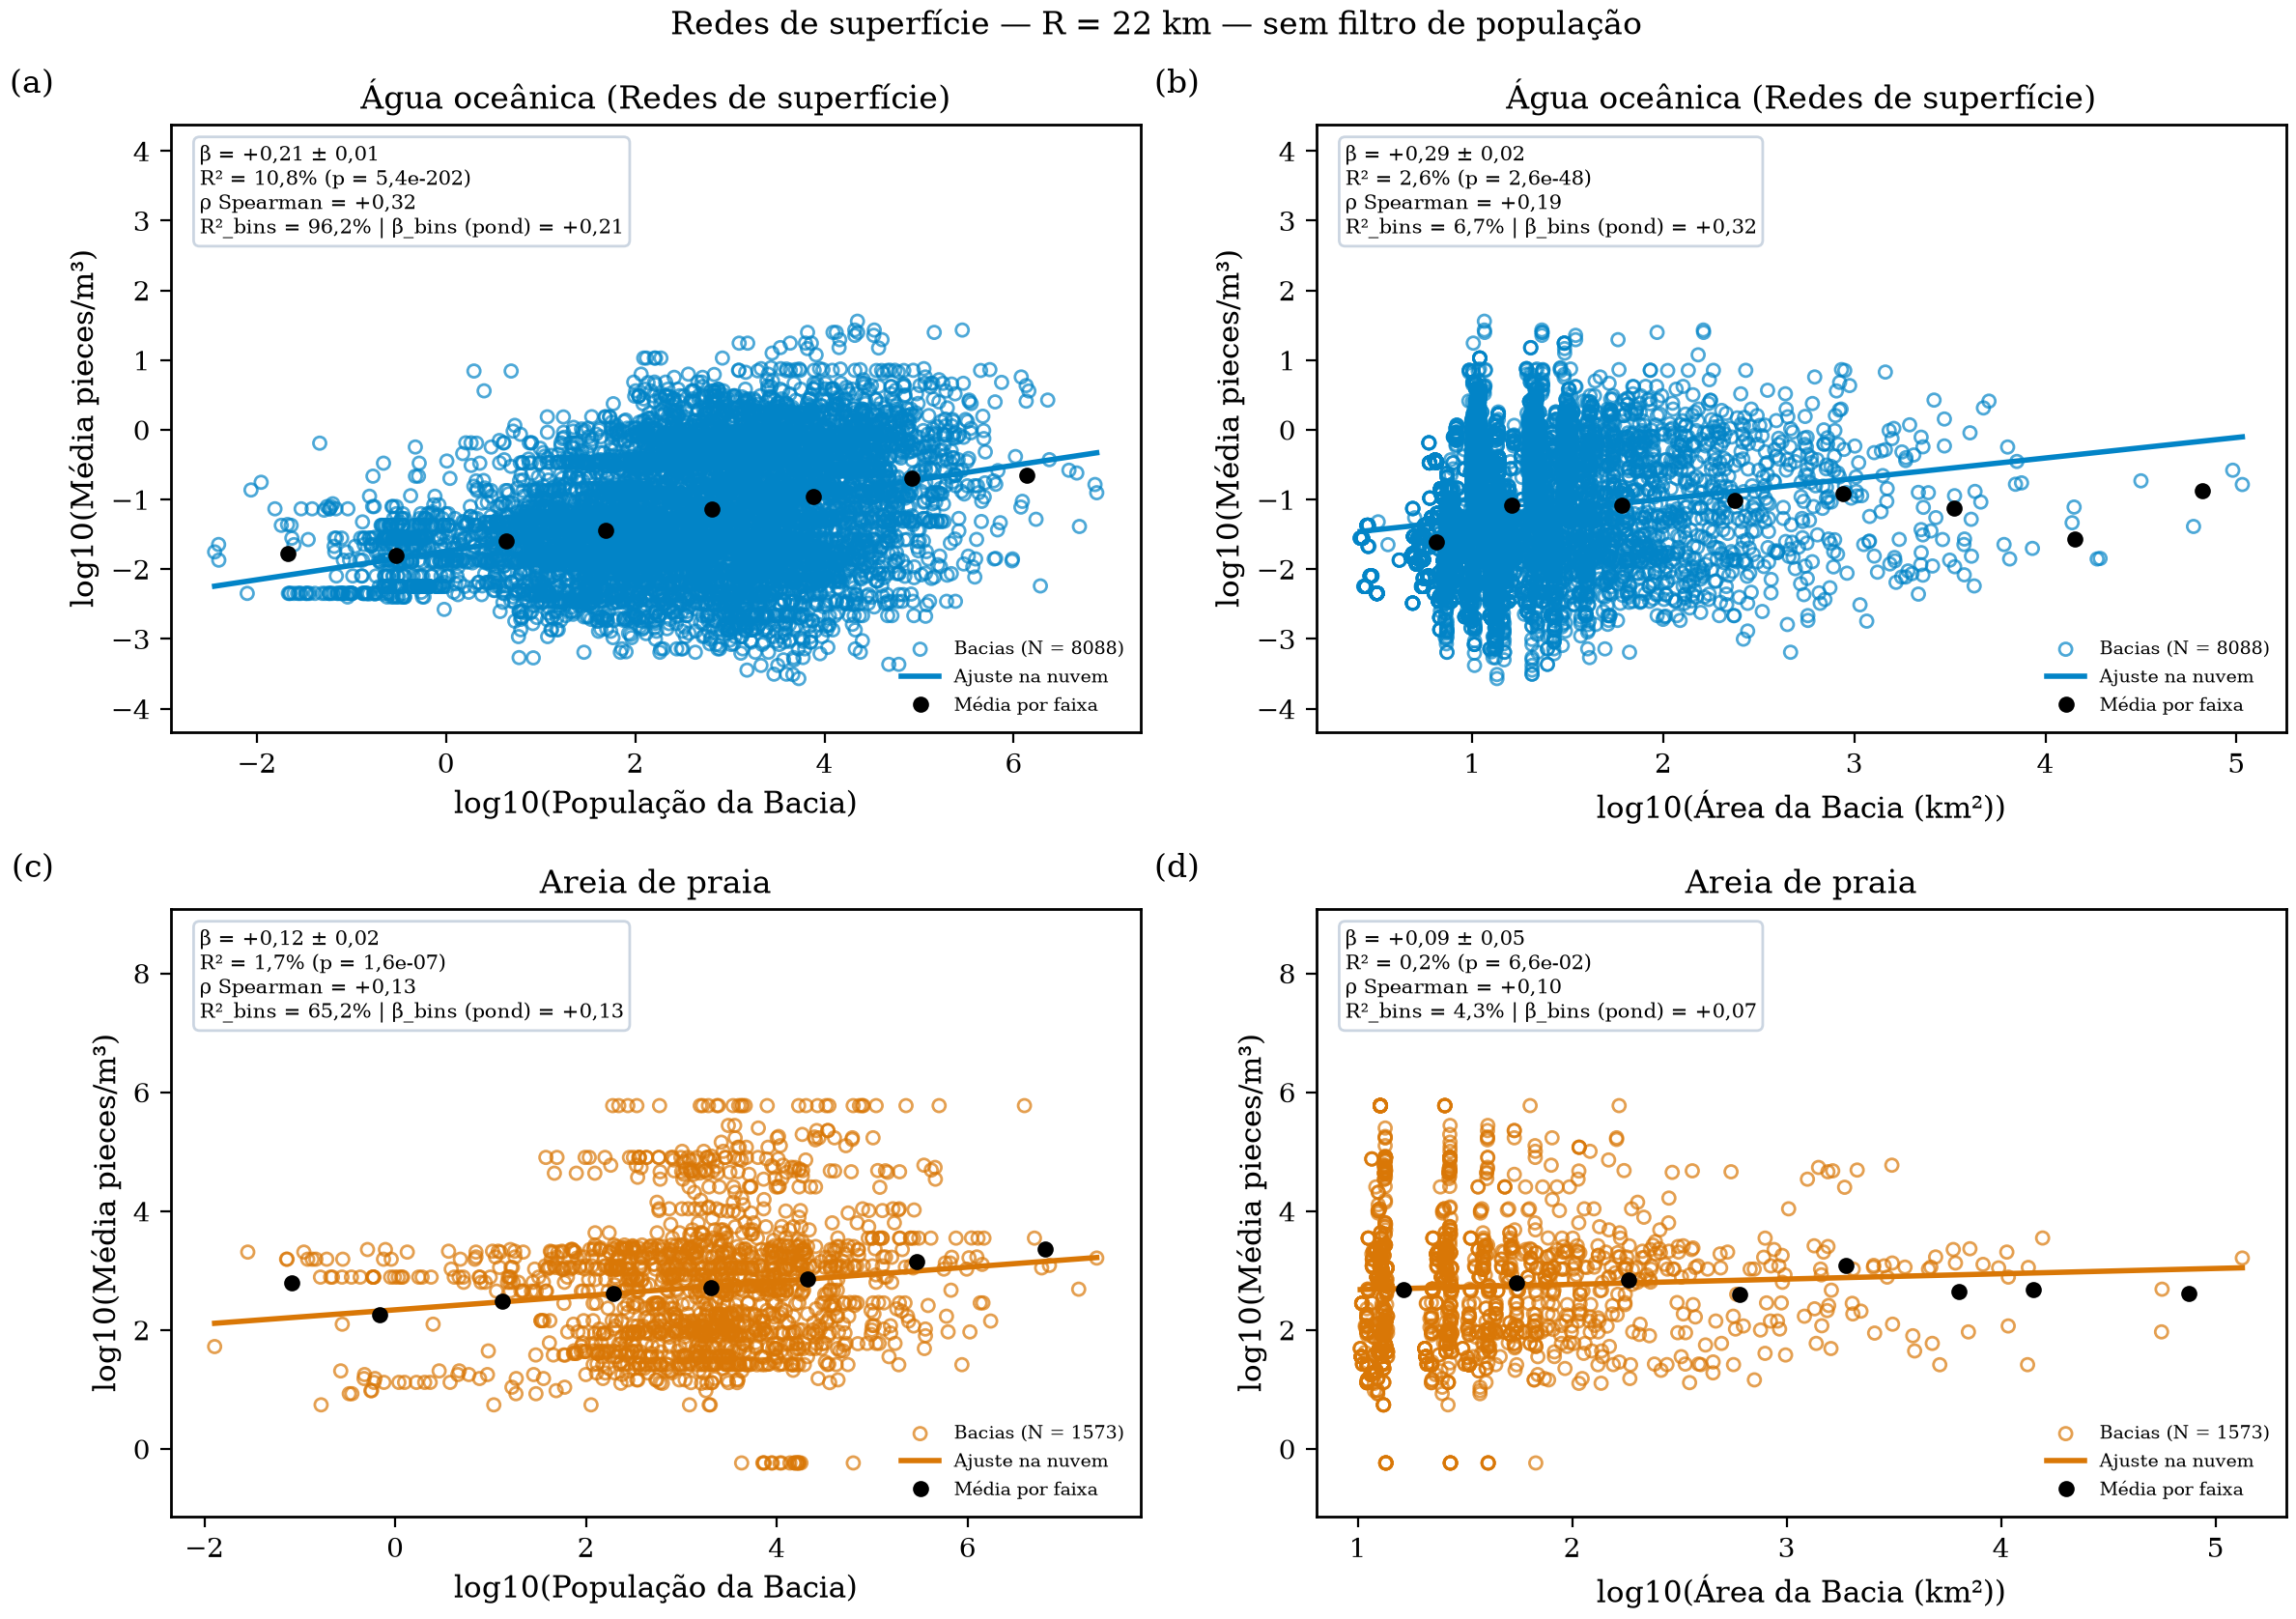 Redes de superfície — R = 22 km — sem filtro de população
(a)
Água oceânica (Redes de superfície)
β = +0,21 ± 0,01
R² = 10,8% (p = 5,4e-202)
ρ Spearman = +0,32
R²_bins = 96,2% | β_bins (pond) = +0,21
log10(Média pieces/m³)
4
3
2
1
0
−1
−2
−3
−4
Bacias (N = 8088)
Ajuste na nuvem
Média por faixa
−2 0 2 4 6
log10(População da Bacia)
(b)
Água oceânica (Redes de superfície)
β = +0,29 ± 0,02
R² = 2,6% (p = 2,6e-48)
ρ Spearman = +0,19
R²_bins = 6,7% | β_bins (pond) = +0,32
log10(Média pieces/m³)
4
3
2
1
0
−1
−2
−3
−4
Bacias (N = 8088)
Ajuste na nuvem
Média por faixa
1 2 3 4 5
log10(Área da Bacia (km²))
(c)
Areia de praia
β = +0,12 ± 0,02
R² = 1,7% (p = 1,6e-07)
ρ Spearman = +0,13
R²_bins = 65,2% | β_bins (pond) = +0,13
log10(Média pieces/m³)
8
6
4
2
0
Bacias (N = 1573)
Ajuste na nuvem
Média por faixa
−2 0 2 4 6
log10(População da Bacia)
(d)
Areia de praia
β = +0,09 ± 0,05
R² = 0,2% (p = 6,6e-02)
ρ Spearman = +0,10
R²_bins = 4,3% | β_bins (pond) = +0,07
log10(Média pieces/m³)
8
6
4
2
0
Bacias (N = 1573)
Ajuste na nuvem
Média por faixa
1 2 3 4 5
log10(Área da Bacia (km²))